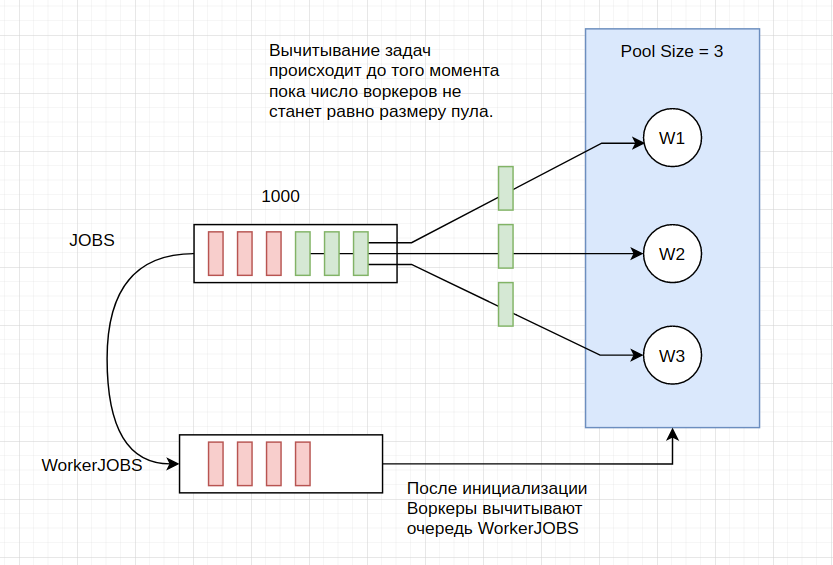 Вычитывание задач
происходит до того момента
пока число воркеров не
станет равно размеру пула.
Pool Size = 3
W1
1000
JOBS
W2
W3
WorkerJOBS
После инициализации
Воркеры вычитывают
очередь WorkerJOBS